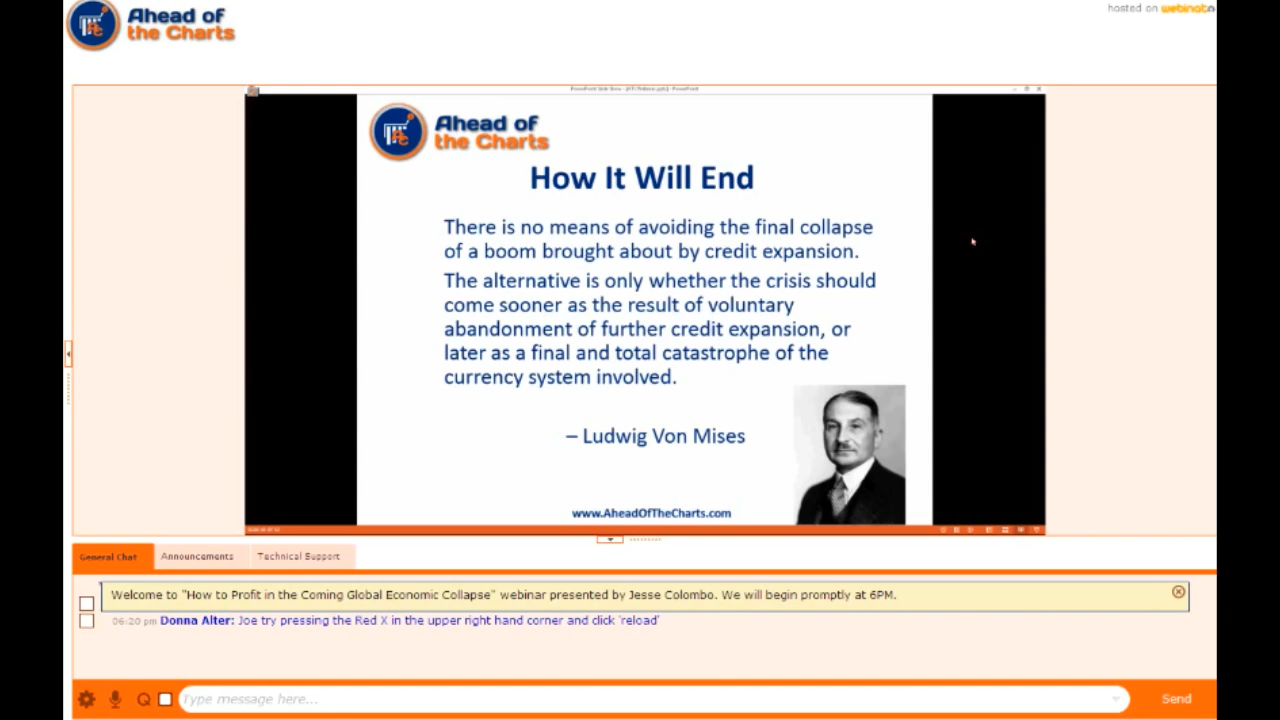 Ahead of
the Charts
hosted on webinato
Ahead of
the Charts
How It Will End
There is no means of avoiding the final collapse
of a boom brought about by credit expansion.
The alternative is only whether the crisis should
come sooner as the result of voluntary
abandonment of further credit expansion, or
later as a final and total catastrophe of the
currency system involved.
– Ludwig Von Mises
www.AheadOfTheCharts.com
General Chat
Announcements
Technical Support
Welcome to "How to Profit in the Coming Global Economic Collapse" webinar presented by Jesse Colombo. We will begin promptly at 6PM.
06:20 pm Donna Alter: Joe try pressing the Red X in the upper right hand corner and click 'reload'
Type message here...
Send